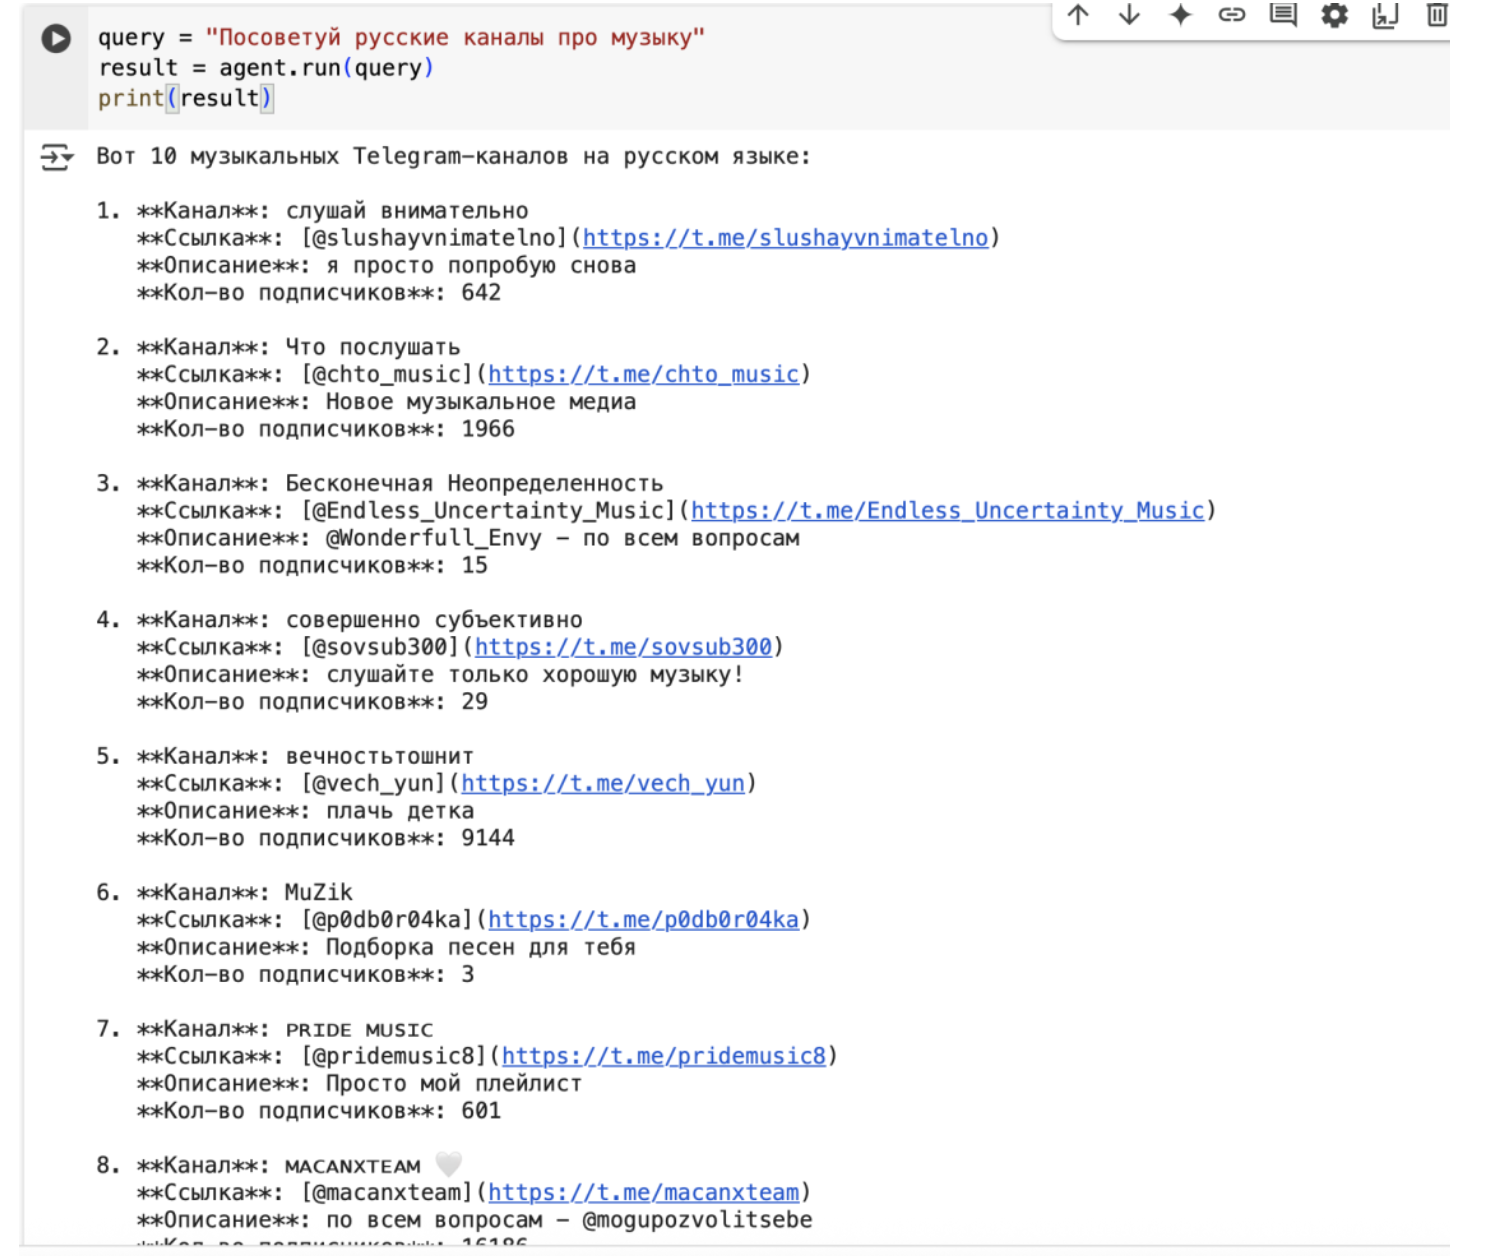 query = "Посоветуй русские каналы про музыку"
result = agent.run(query)
print(result)
Вот 10 музыкальных Telegram-каналов на русском языке:
1. **Канал**: слушай внимательно
**Ссылка**: [@slushayvnimatelno](https://t.me/slushayvnimatelno)
**Описание**: я просто попробую снова
**Кол-во подписчиков**: 642
2. **Канал**: Что послушать
**Ссылка**: [@chto_music](https://t.me/chto_music)
**Описание**: Новое музыкальное медиа
**Кол-во подписчиков**: 1966
3. **Канал**: Бесконечная Неопределенность
**Ссылка**: [@Endless_Uncertainty_Music](https://t.me/Endless_Uncertainty_Music)
**Описание**: @Wonderfull_Envy – по всем вопросам
**Кол-во подписчиков**: 15
4. **Канал**: совершенно субъективно
**Ссылка**: [@sovsub300](https://t.me/sovsub300)
**Описание**: слушайте только хорошую музыку!
**Кол-во подписчиков**: 29
5. **Канал**: вечностьтошнит
**Ссылка**: [@vech_yun](https://t.me/vech_yun)
**Описание**: плачь детка
**Кол-во подписчиков**: 9144
6. **Канал**: MuZik
**Ссылка**: [@p0db0r04ka](https://t.me/p0db0r04ka)
**Описание**: Подборка песен для тебя
**Кол-во подписчиков**: 3
7. **Канал**: ᴘʀɪᴅᴇ ᴍᴜsɪᴄ
**Ссылка**: [@pridemusic8](https://t.me/pridemusic8)
**Описание**: Просто мой плейлист
**Кол-во подписчиков**: 601
8. **Канал**: ᴍᴀᴄᴀɴxᴛᴇᴀᴍ 🤍
**Ссылка**: [@macanxteam](https://t.me/macanxteam)
**Описание**: по всем вопросам – @mogupozvolitsebe
**Кол-во подписчиков**: 16186